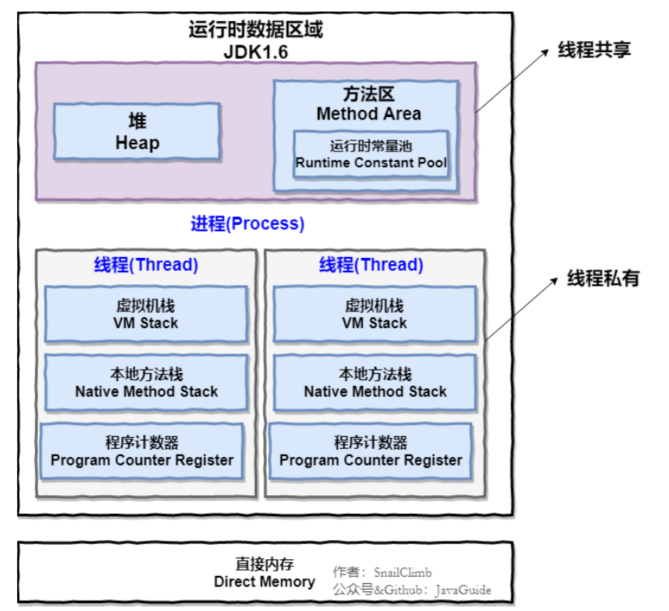 运行时数据区域
JDK1.6
线程共享
堆
Heap
方法区
Method Area
运行时常量池
Runtime Constant Pool
进程(Process)
线程(Thread)
线程(Thread)
线程私有
虚拟机栈
VM Stack
虚拟机栈
VM Stack
本地方法栈
Native Method Stack
本地方法栈
Native Method Stack
程序计数器
Program Counter Register
程序计数器
Program Counter Register
直接内存
Direct Memory
作者：SnailClimb
公众号&Github：JavaGuide